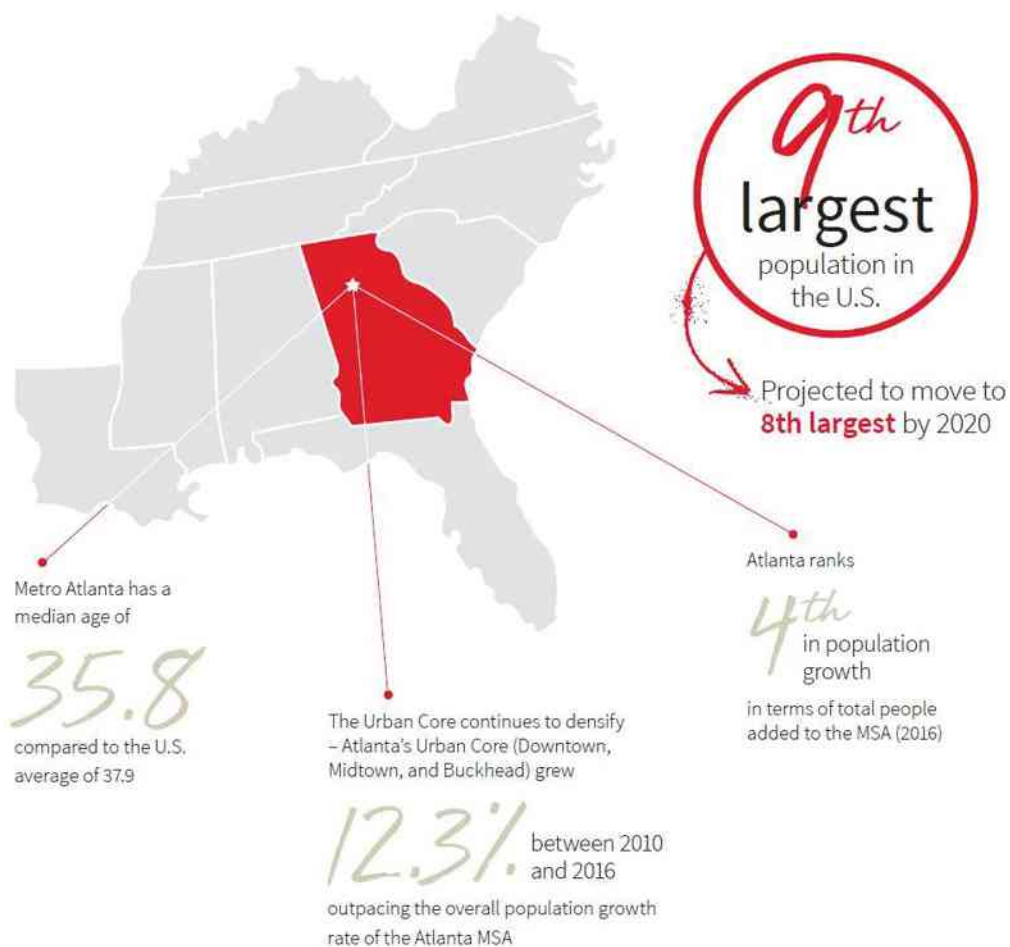 9th
largest
population in
the U.S.
Projected to move to
8th largest by 2020
Metro Atlanta has a
median age of
35.8
compared to the U.S.
average of 37.9
The Urban Core continues to densify
– Atlanta's Urban Core (Downtown,
Midtown, and Buckhead) grew
12.3% between 2010
and 2016
outpacing the overall population growth
rate of the Atlanta MSA
Atlanta ranks
4th in population
growth
in terms of total people
added to the MSA (2016)